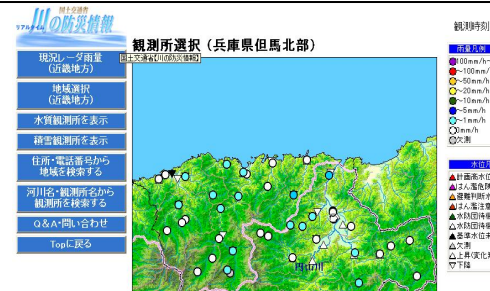 国土交通省
リアルタイム 川の防災情報
観測所選択（兵庫県但馬北部）
国土交通省【川の防災情報】
観測時刻
現況レーダ雨量
（近畿地方）
地域選択
（近畿地方）
水質観測所を表示
積雪観測所を表示
住所・電話番号から
地域を検索する
河川名・観測所名から
観測所を検索する
Q&A・問い合わせ
Topに戻る
雨量凡例
100mm/h~
~100mm/h
~50mm/h
~20mm/h
~10mm/h
~5mm/h
~1mm/h
0mm/h
欠測
水位
計画高水位
はん濫危険
避難判断水
はん濫注意
水防団待機
水防団待機
基準水位未
欠測
上昇(変化
下降
円山川